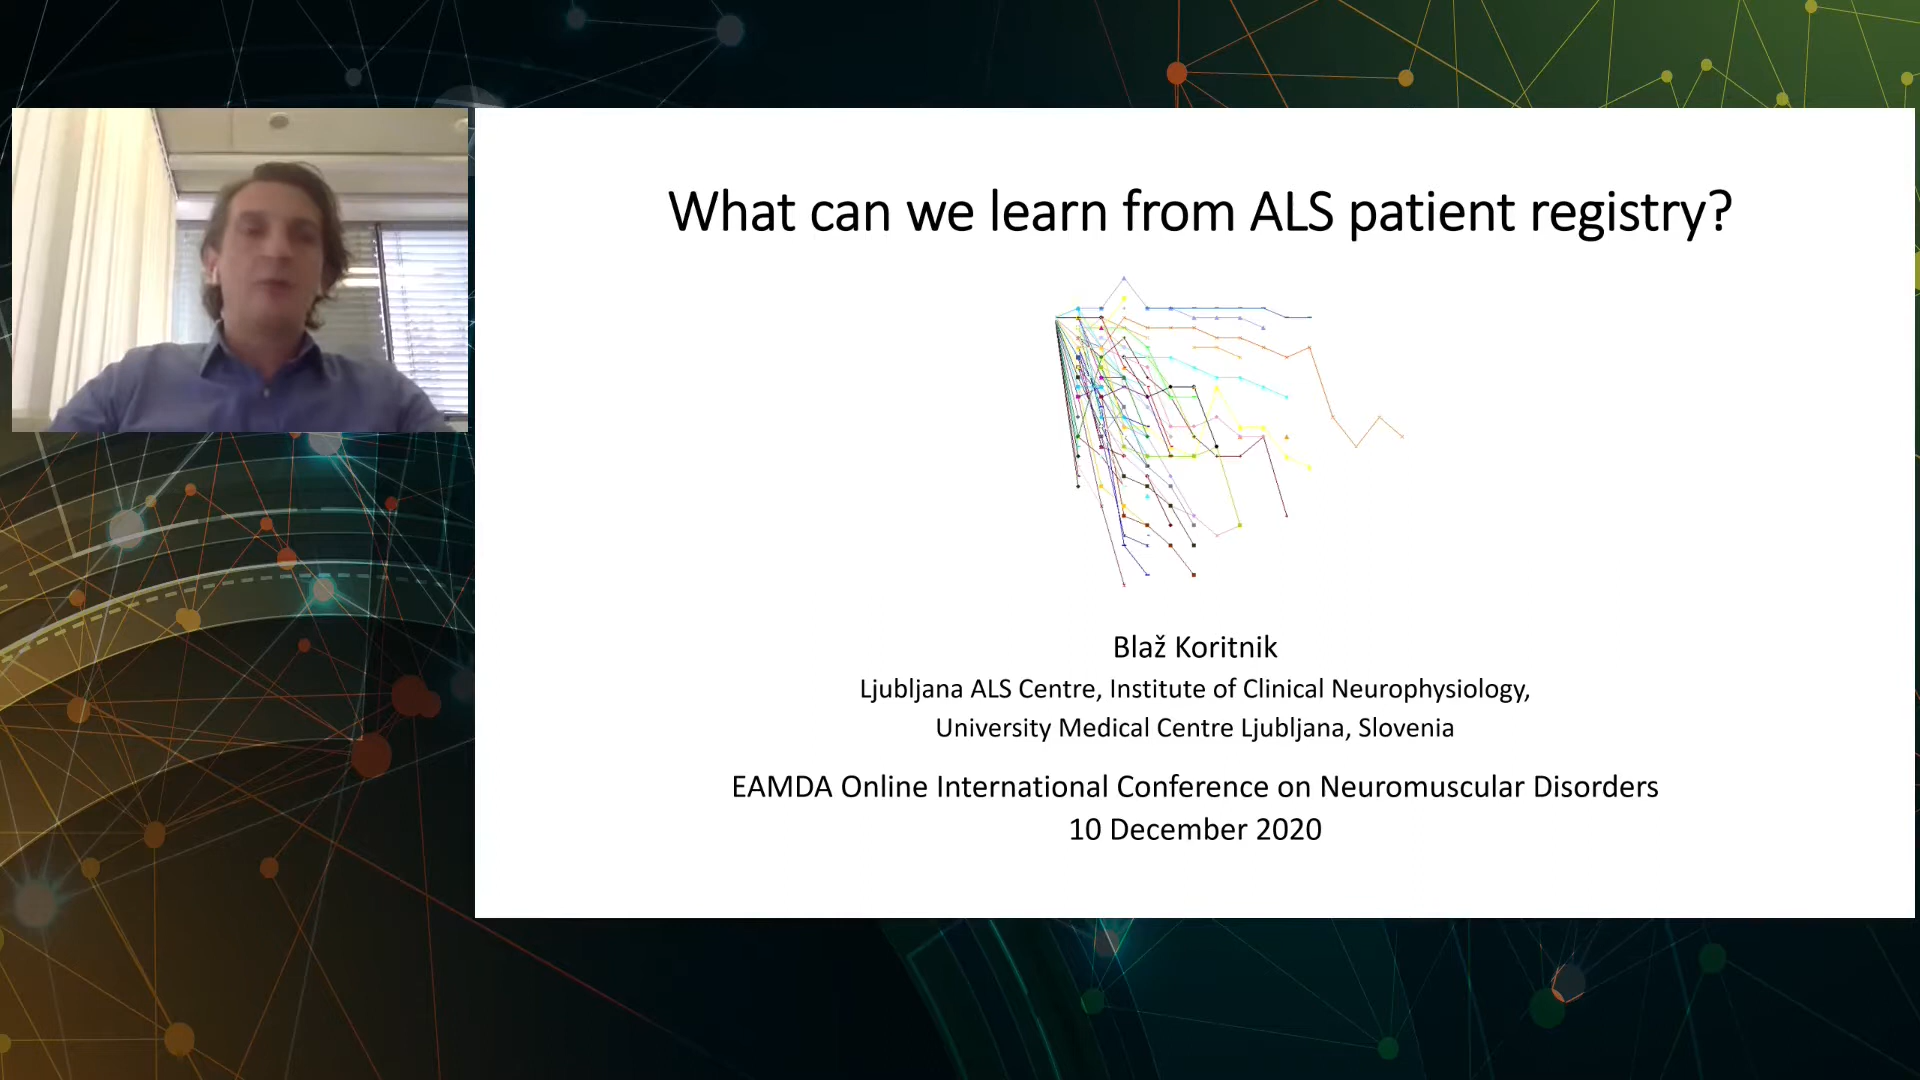 What can we learn from ALS patient registry?
Blaž Koritnik
Ljubljana ALS Centre, Institute of Clinical Neurophysiology,
University Medical Centre Ljubljana, Slovenia
EAMDA Online International Conference on Neuromuscular Disorders
10 December 2020